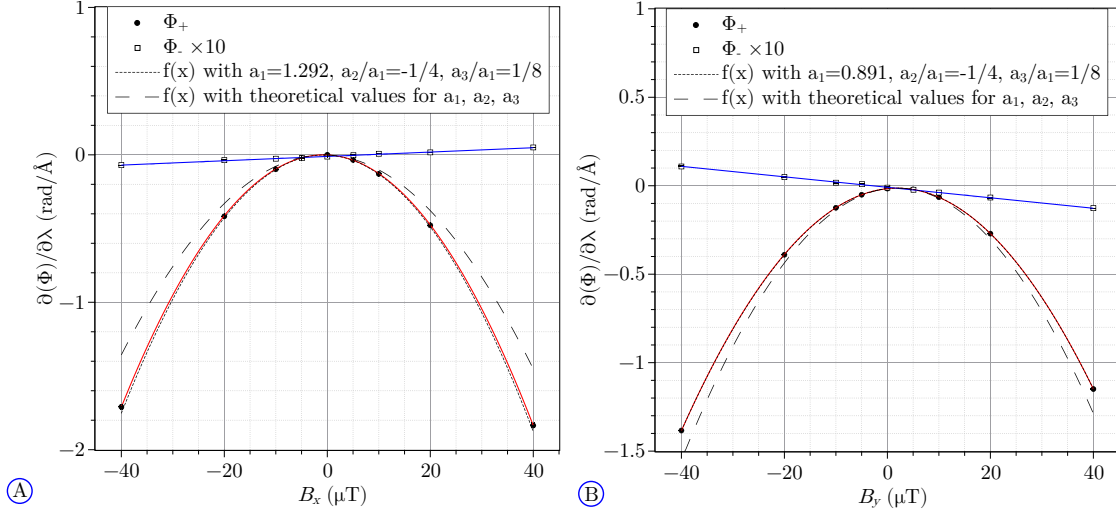 1
0
−1
−2
∂(Φ)/∂λ (rad/Å)
Φ₊
Φ₋ ×10
f(x) with a₁=1.292, a₂/a₁=-1/4, a₃/a₁=1/8
f(x) with theoretical values for a₁, a₂, a₃
−40
−20
0
20
40
Bₓ (μT)
A
1
0.5
0
−0.5
−1
−1.5
∂(Φ)/∂λ (rad/Å)
Φ₊
Φ₋ ×10
f(x) with a₁=0.891, a₂/a₁=-1/4, a₃/a₁=1/8
f(x) with theoretical values for a₁, a₂, a₃
−40
−20
0
20
40
B_y (μT)
B